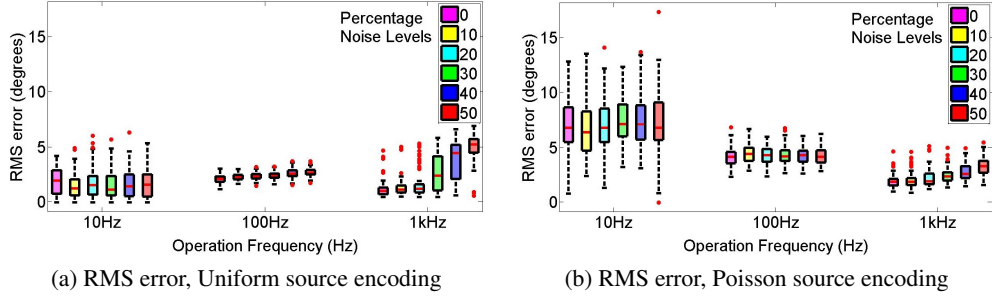 Percentage
Noise Levels
0
10
20
30
40
50
15
10
5
0
RMS error (degrees)
10Hz 100Hz 1kHz
Operation Frequency (Hz)
(a) RMS error, Uniform source encoding
Percentage
Noise Levels
0
10
20
30
40
50
15
10
5
0
RMS error (degrees)
10Hz 100Hz 1kHz
Operation Frequency (Hz)
(b) RMS error, Poisson source encoding